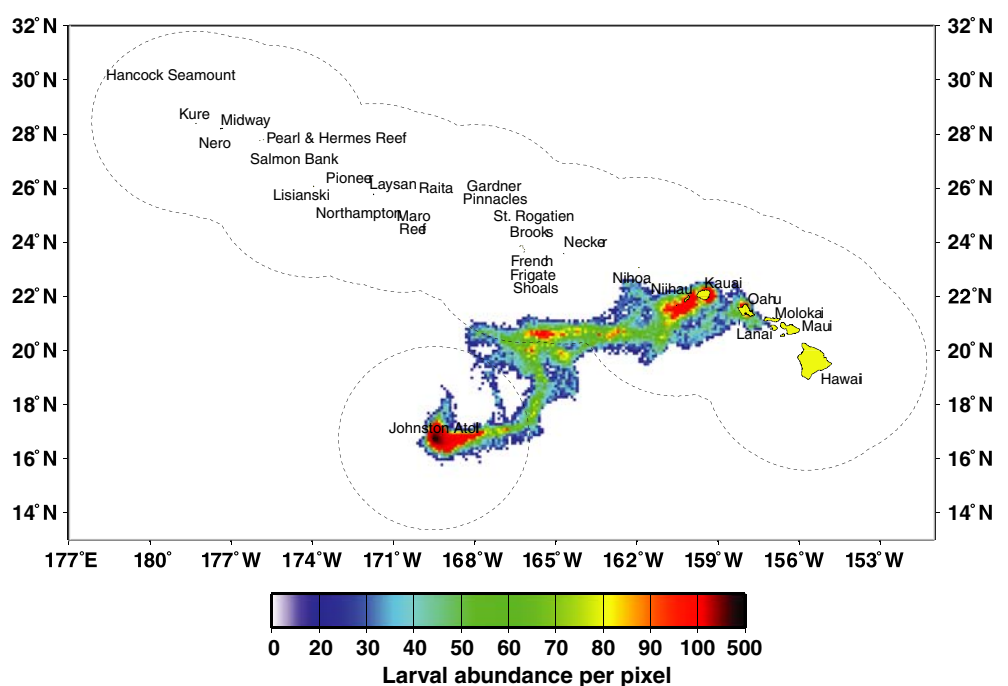 32°N 32°N
30°N 30°N
28°N 28°N
26°N 26°N
24°N 24°N
22°N 22°N
20°N 20°N
18°N 18°N
16°N 16°N
14°N 14°N
Hancock Seamount
Kure
Midway
Nero
Pearl & Hermes Reef
Salmon Bank
Pioneer
Lisianski
Laysan
Raita
Northampton
Maro
Reef
Gardner
Pinnacles
St. Rogatien
Brooks
Necker
French
Frigate
Shoals
Nihoa
Niihau
Kauai
Oahu
Molokai
Lanai
Maui
Hawaii
Johnston Atoll
177°E 180° 177°W 174°W 171°W 168°W 165°W 162°W 159°W 156°W 153°W
0 20 30 40 50 60 70 80 90 100 500
Larval abundance per pixel